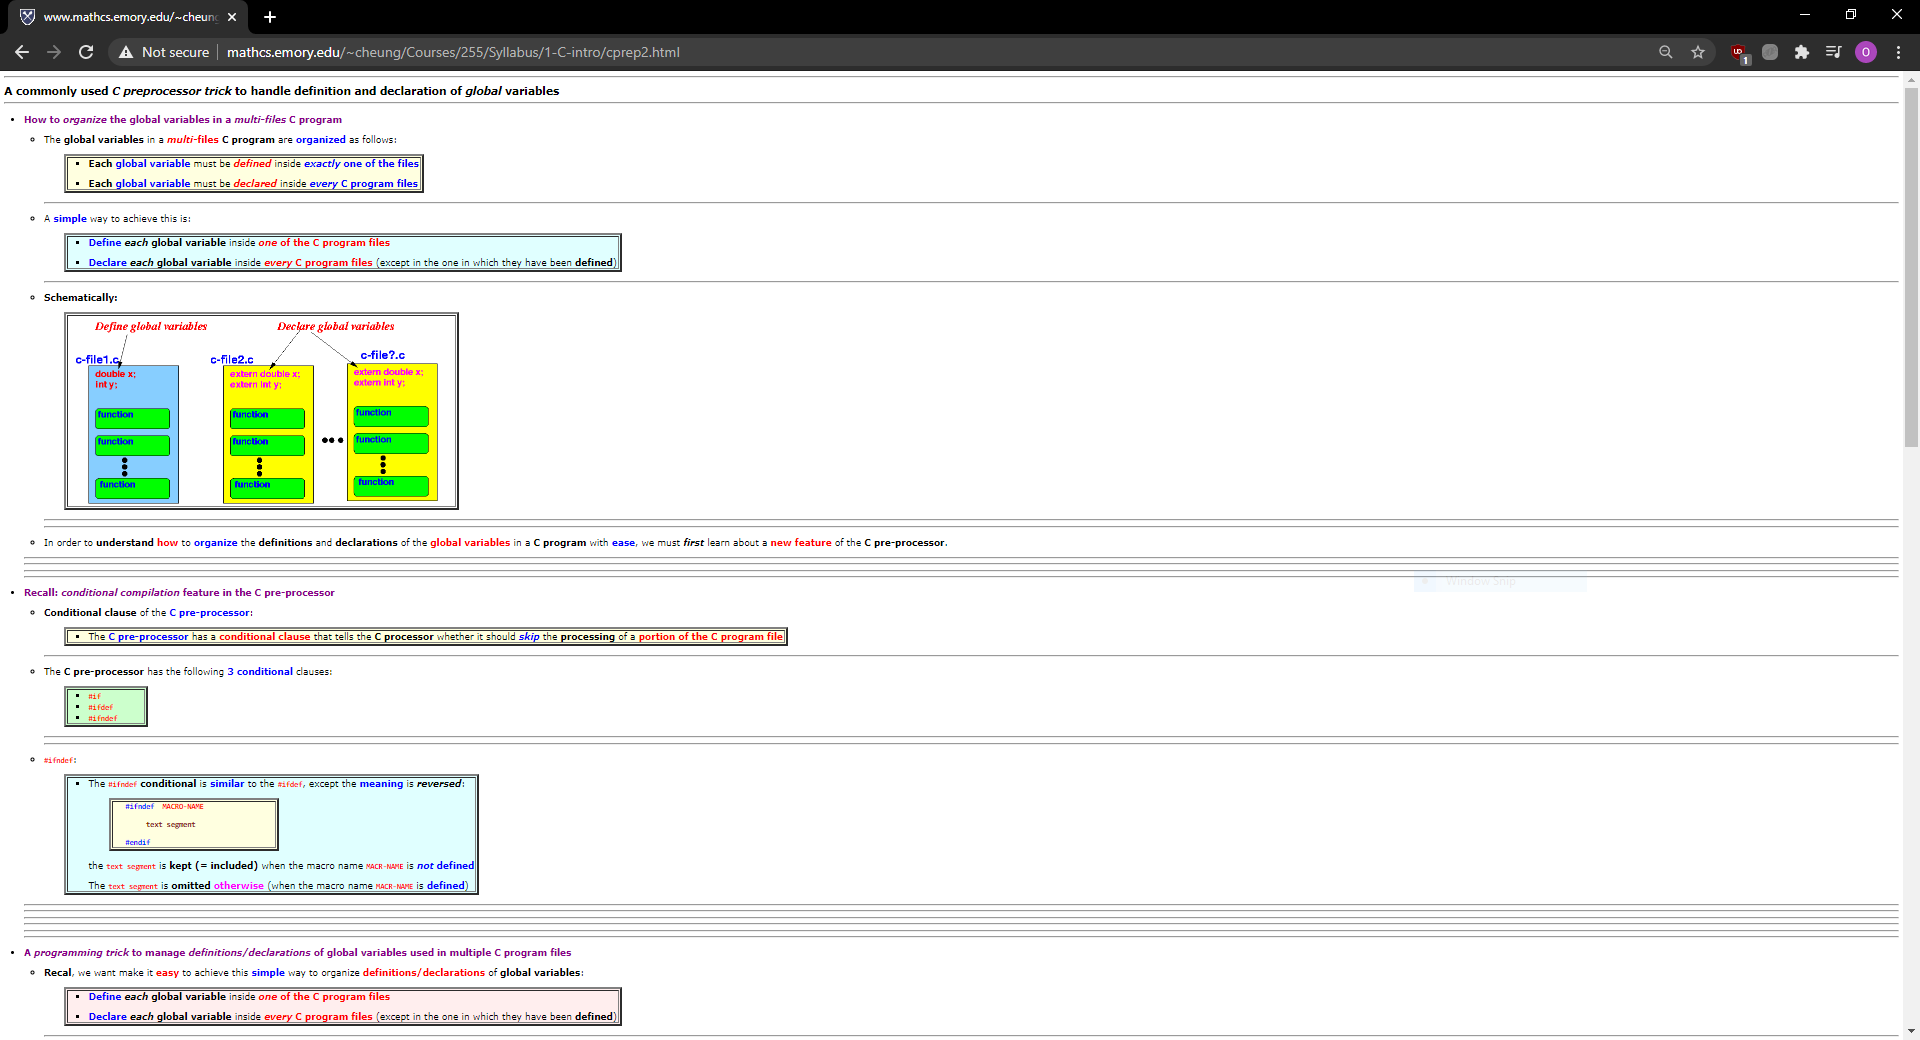 www.mathcs.emory.edu/~cheung
Not secure
mathcs.emory.edu/~cheung/Courses/255/Syllabus/1-C-intro/cprep2.html
1
O
A commonly used C preprocessor trick to handle definition and declaration of global variables
How to organize the global variables in a multi-files C program
The global variables in a multi-files C program are organized as follows:
Each global variable must be defined inside exactly one of the files
Each global variable must be declared inside every C program files
A simple way to achieve this is:
Define each global variable inside one of the C program files
Declare each global variable inside every C program files (except in the one in which they have been defined)
Schematically:
Define global variables
Declare global variables
c-file1.c
c-file2.c
c-file?.c
double x;
int y;
extern double x;
extern int y;
extern double x;
extern int y;
function
function
function
function
function
function
function
function
function
In order to understand how to organize the definitions and declarations of the global variables in a C program with ease, we must first learn about a new feature of the C pre-processor.
Window Snip
Recall: conditional compilation feature in the C pre-processor
Conditional clause of the C pre-processor:
The C pre-processor has a conditional clause that tells the C processor whether it should skip the processing of a portion of the C program file
The C pre-processor has the following 3 conditional clauses:
#if
#ifdef
#ifndef
#ifndef:
The #ifndef conditional is similar to the #ifdef, except the meaning is reversed:
#ifndef MACRO-NAME
text segment
#endif
the text segment is kept (= included) when the macro name MACR-NAME is not defined
The text segment is omitted otherwise (when the macro name MACR-NAME is defined)
A programming trick to manage definitions/declarations of global variables used in multiple C program files
Recal, we want make it easy to achieve this simple way to organize definitions/declarations of global variables:
Define each global variable inside one of the C program files
Declare each global variable inside every C program files (except in the one in which they have been defined)